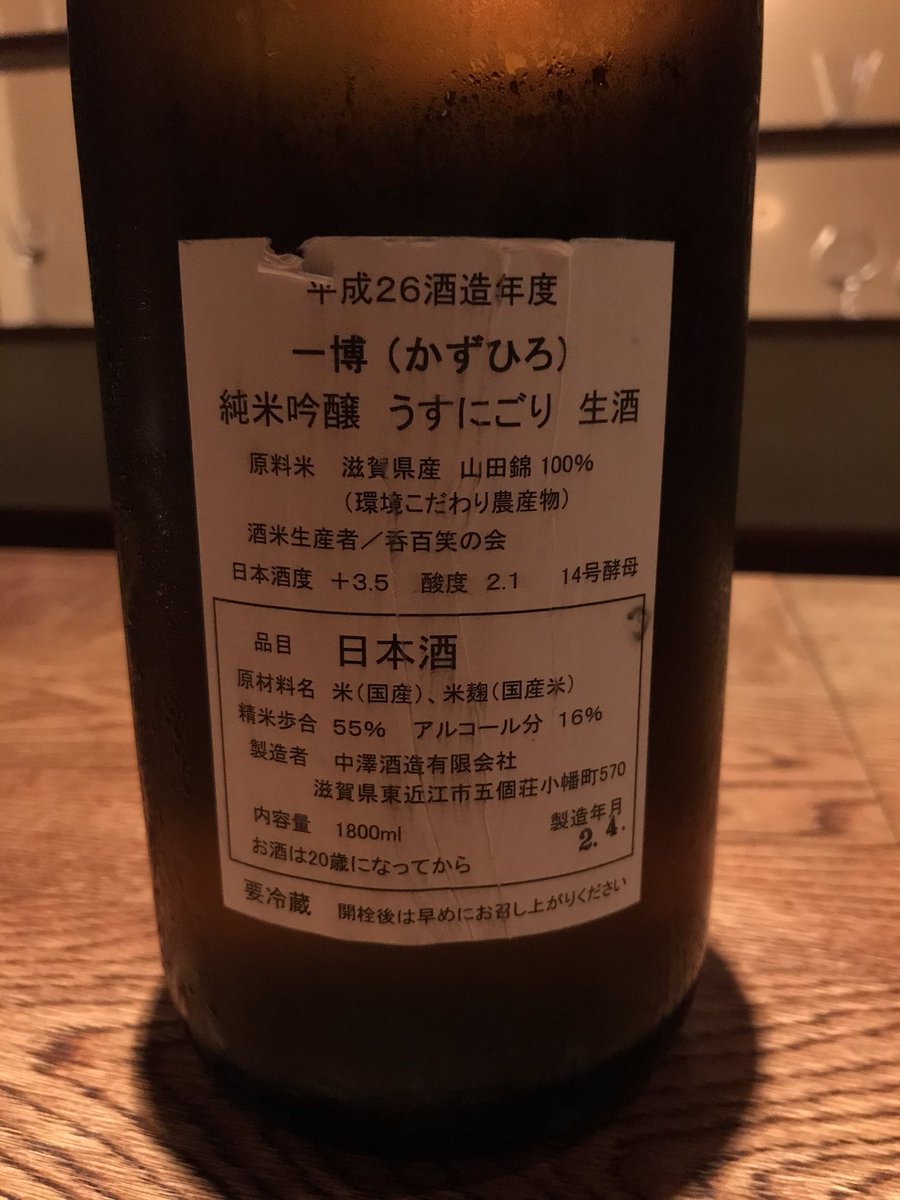 平成26酒造年度
一博(かずひろ)
純米吟醸 うすにごり 生酒
原料米 滋賀県産 山田錦100%
(環境こだわり農産物)
酒米生産者/呑百笑の会
日本酒度 +3.5 酸度 2.1 14号酵母
品目 日本酒
原材料名 米(国産)、米麹(国産米)
精米歩合 55% アルコール分 16%
製造者 中澤酒造有限会社
滋賀県東近江市五個荘小幡町570
内容量 1800ml 製造年月
2.4.
お酒は20歳になってから
要冷蔵 開栓後は早めにお召し上がりください